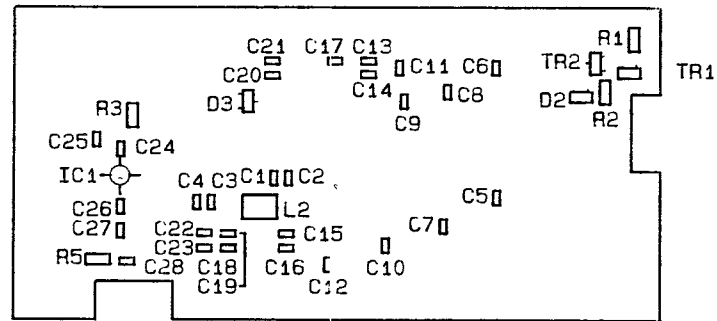 C21 C17 C13 R1
C20 C11 C6 TR2 TR1
D3 C14 C8 D2
R3 C9 R2
C25 C24
IC1 C4 C3 C1 C2
C26 L2 C5
C27 C22 C15 C7
R5 C23 C18 C16 C10
C28 C19 C12